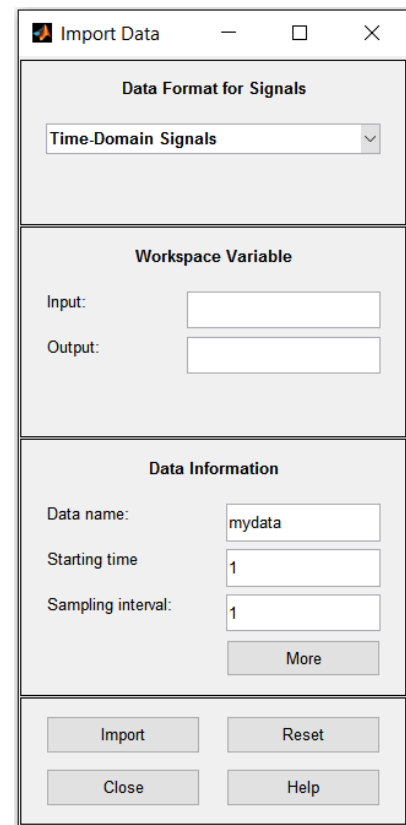 Import Data
Data Format for Signals
Time-Domain Signals
Workspace Variable
Input:
Output:
Data Information
Data name: mydata
Starting time 1
Sampling interval: 1
More
Import Reset
Close Help